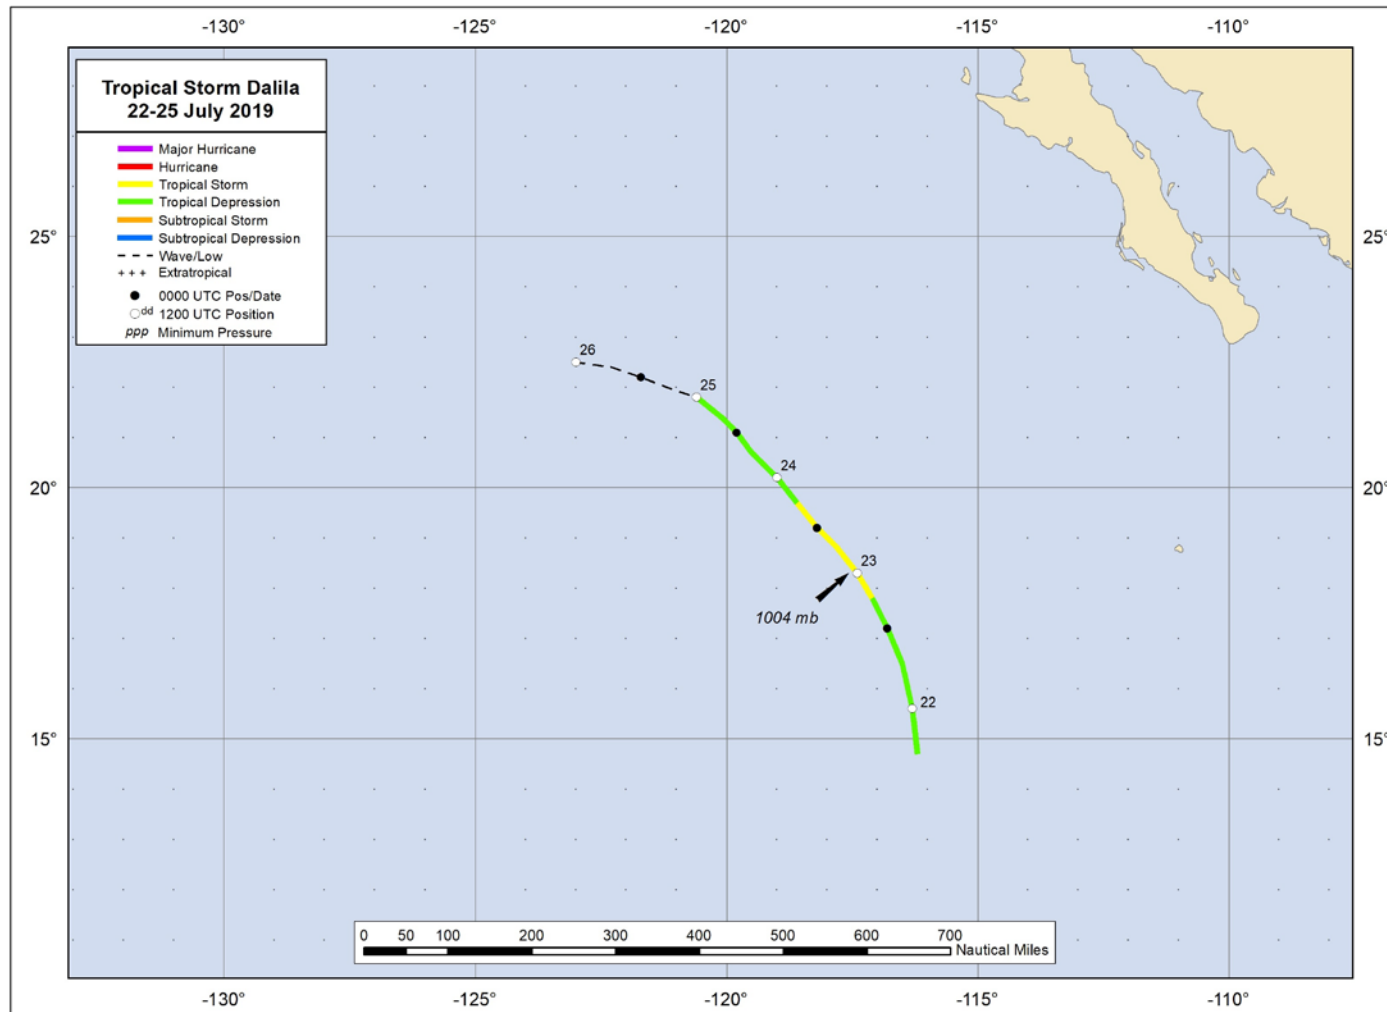 -130°
-125°
-120°
-115°
-110°
Tropical Storm Dalila
22-25 July 2019
Major Hurricane
Hurricane
Tropical Storm
Tropical Depression
Subtropical Storm
Subtropical Depression
Wave/Low
+++ Extratropical
0000 UTC Pos/Date
dd 1200 UTC Position
ppp Minimum Pressure
25°
25°
26
25
24
20°
20°
23
1004 mb
22
15°
15°
0 50 100 200 300 400 500 600 700
Nautical Miles
-130°
-125°
-120°
-115°
-110°